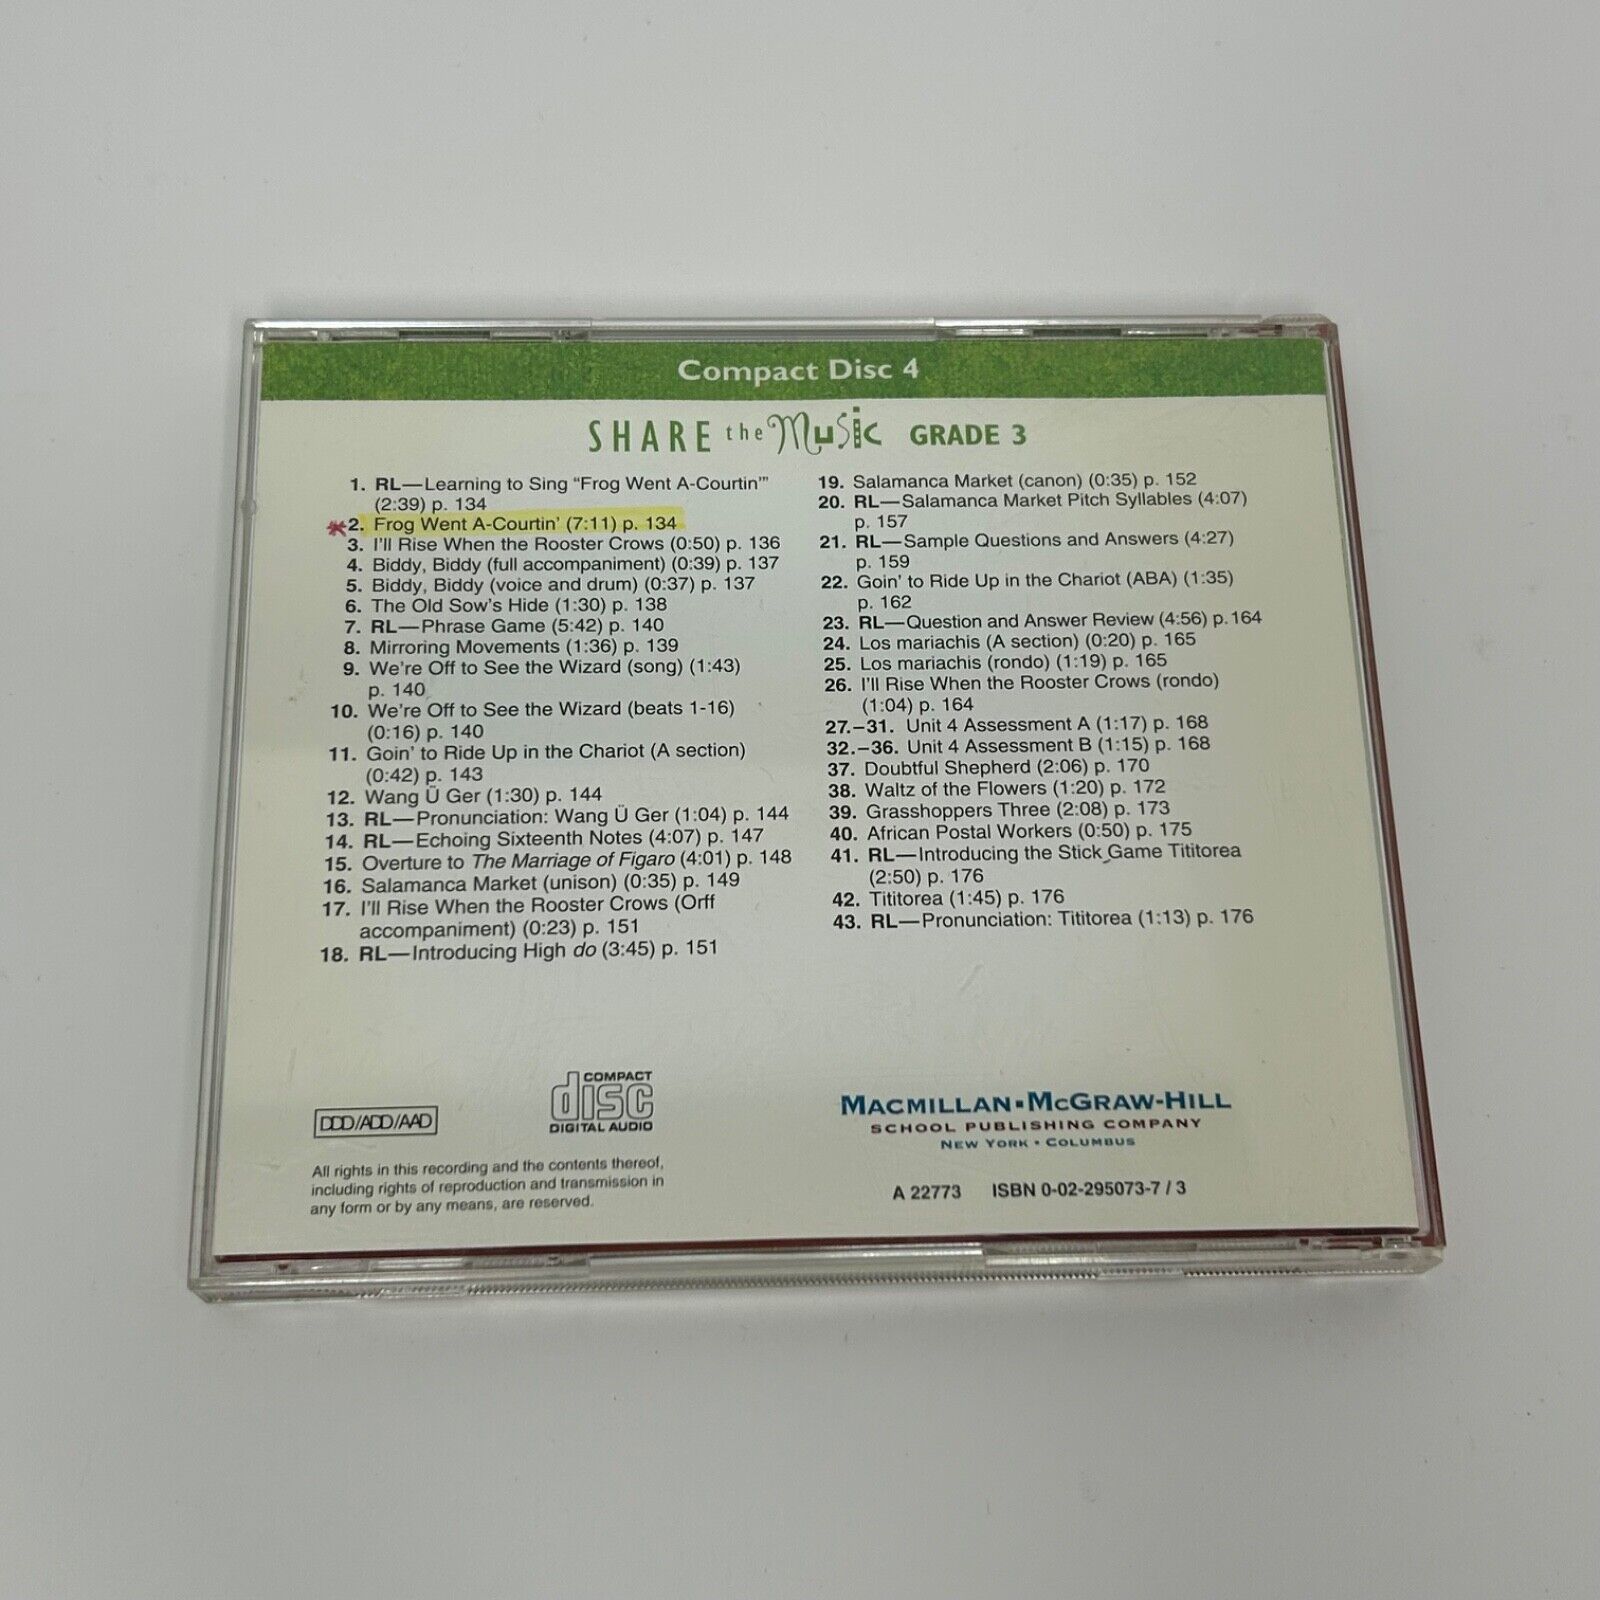 Compact Disc 4
SHARE the Music GRADE 3
1. RL—Learning to Sing "Frog Went A-Courtin'"
(2:39) p. 134
*2. Frog Went A-Courtin' (7:11) p. 134
3. I'll Rise When the Rooster Crows (0:50) p. 136
4. Biddy, Biddy (full accompaniment) (0:39) p. 137
5. Biddy, Biddy (voice and drum) (0:37) p. 137
6. The Old Sow's Hide (1:30) p. 138
7. RL—Phrase Game (5:42) p. 140
8. Mirroring Movements (1:36) p. 139
9. We're Off to See the Wizard (song) (1:43)
p. 140
10. We're Off to See the Wizard (beats 1-16)
(0:16) p. 140
11. Goin' to Ride Up in the Chariot (A section)
(0:42) p. 143
12. Wang Ü Ger (1:30) p. 144
13. RL—Pronunciation: Wang Ü Ger (1:04) p. 144
14. RL—Echoing Sixteenth Notes (4:07) p. 147
15. Overture to The Marriage of Figaro (4:01) p. 148
16. Salamanca Market (unison) (0:35) p. 149
17. I'll Rise When the Rooster Crows (Orff
accompaniment) (0:23) p. 151
18. RL—Introducing High do (3:45) p. 151
19. Salamanca Market (canon) (0:35) p. 152
20. RL—Salamanca Market Pitch Syllables (4:07)
p. 157
21. RL—Sample Questions and Answers (4:27)
p. 159
22. Goin' to Ride Up in the Chariot (ABA) (1:35)
p. 162
23. RL—Question and Answer Review (4:56) p. 164
24. Los mariachis (A section) (0:20) p. 165
25. Los mariachis (rondo) (1:19) p. 165
26. I'll Rise When the Rooster Crows (rondo)
(1:04) p. 164
27.–31. Unit 4 Assessment A (1:17) p. 168
32.–36. Unit 4 Assessment B (1:15) p. 168
37. Doubtful Shepherd (2:06) p. 170
38. Waltz of the Flowers (1:20) p. 172
39. Grasshoppers Three (2:08) p. 173
40. African Postal Workers (0:50) p. 175
41. RL—Introducing the Stick Game Tititorea
(2:50) p. 176
42. Tititorea (1:45) p. 176
43. RL—Pronunciation: Tititorea (1:13) p. 176
DDD/ADD/AAD
COMPACT
disc
DIGITAL AUDIO
All rights in this recording and the contents thereof,
including rights of reproduction and transmission in
any form or by any means, are reserved.
MACMILLAN•MCGRAW-HILL
SCHOOL PUBLISHING COMPANY
NEW YORK • COLUMBUS
A 22773 ISBN 0-02-295073-7 / 3